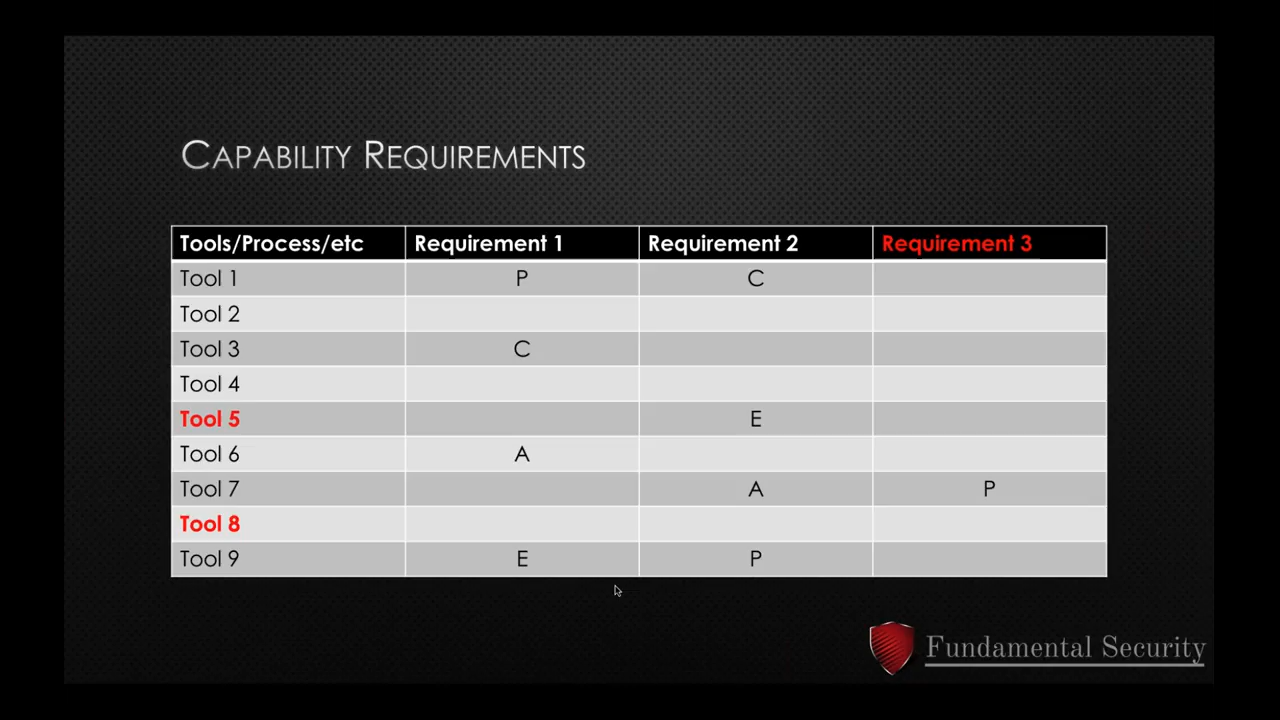 CAPABILITY REQUIREMENTS
Tools/Process/etc Requirement 1 Requirement 2 Requirement 3
Tool 1 P C
Tool 2
Tool 3 C
Tool 4
Tool 5 E
Tool 6 A
Tool 7 A P
Tool 8
Tool 9 E P
Fundamental Security